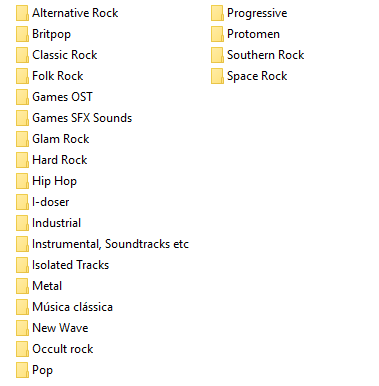 Alternative Rock
Britpop
Classic Rock
Folk Rock
Games OST
Games SFX Sounds
Glam Rock
Hard Rock
Hip Hop
I-doser
Industrial
Instrumental, Soundtracks etc
Isolated Tracks
Metal
Música clássica
New Wave
Occult rock
Pop
Progressive
Protomen
Southern Rock
Space Rock